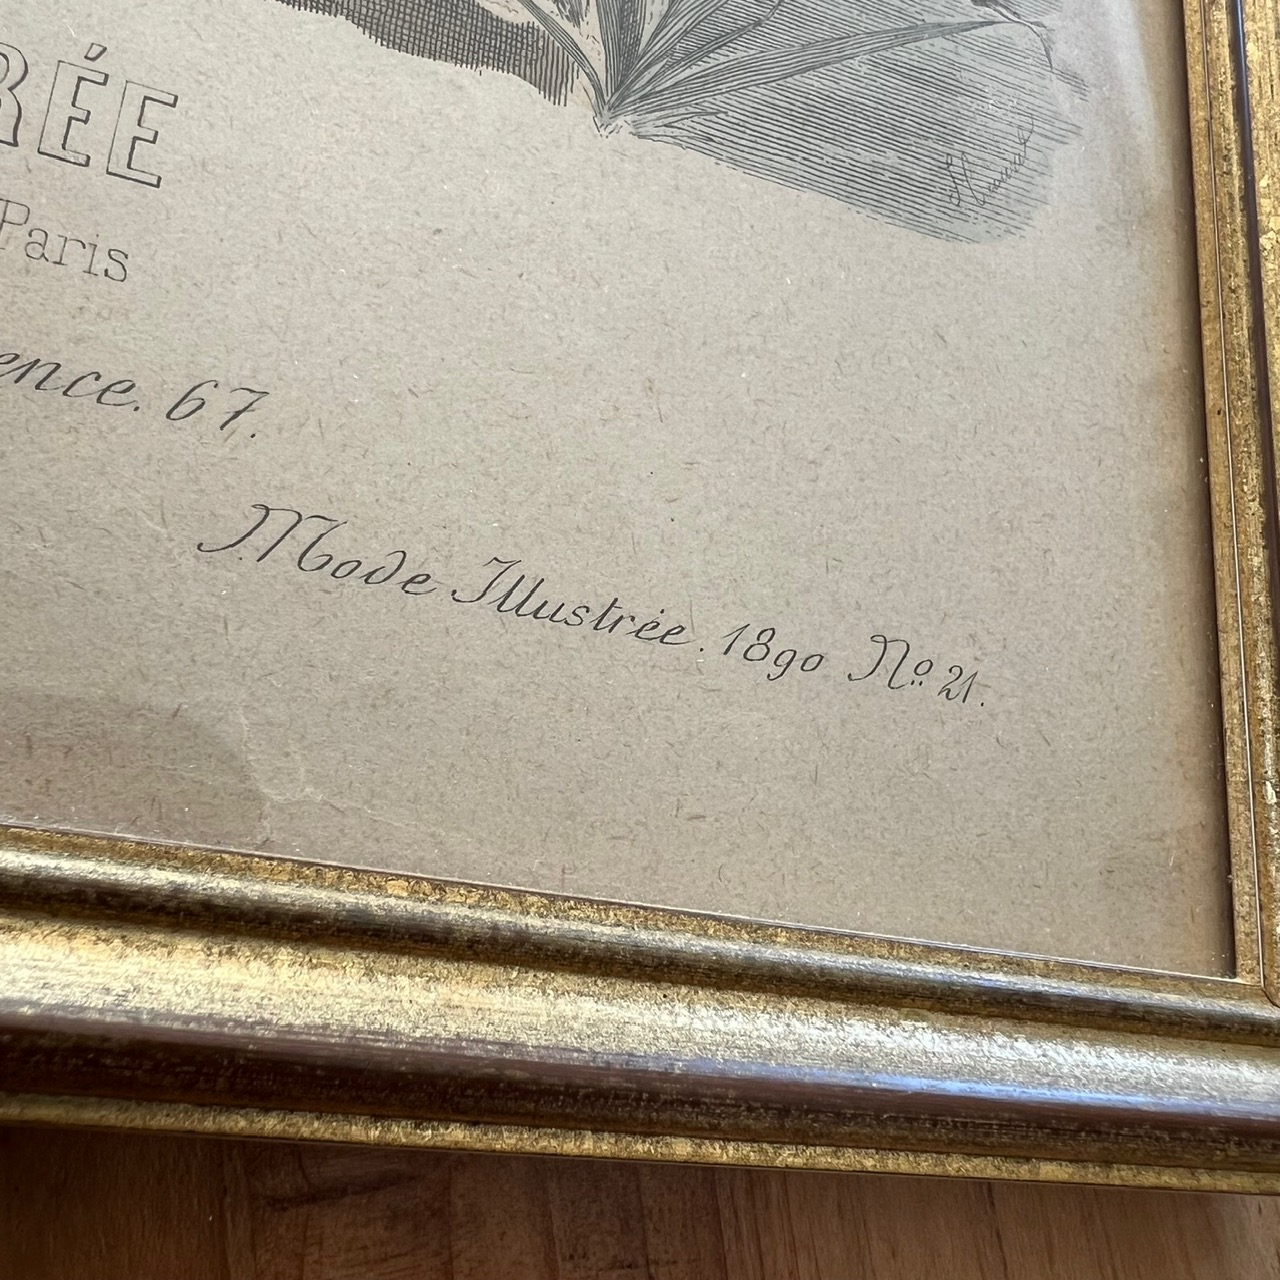 RÉE
Paris
ence. 67.
Mode Illustrée. 1890 No. 21.